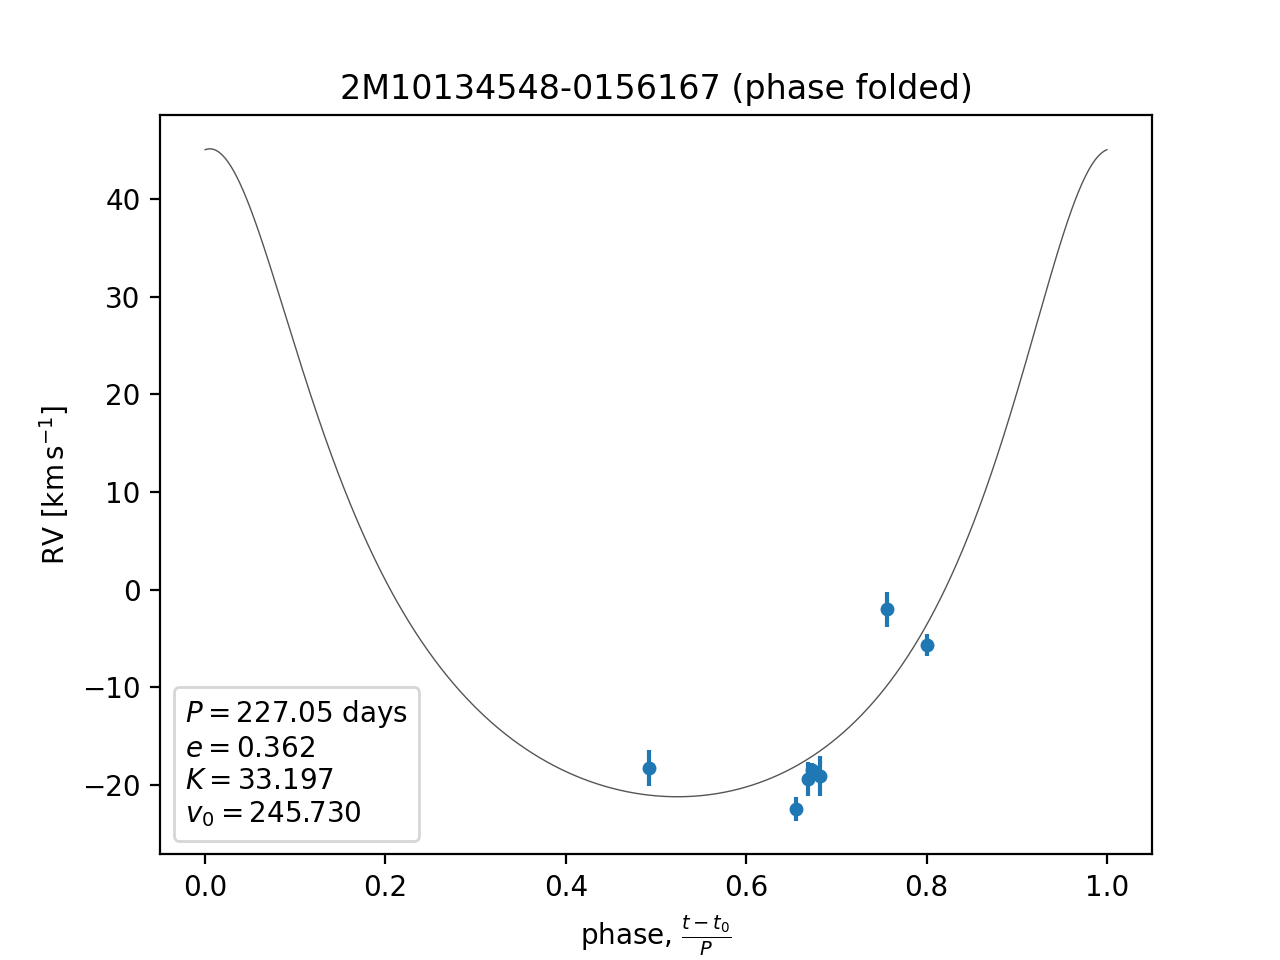 2M10134548-0156167 (phase folded)
RV [km s⁻¹]
40
30
20
10
0
−10
−20
P = 227.05 days
e = 0.362
K = 33.197
v₀ = 245.730
0.0 0.2 0.4 0.6 0.8 1.0
phase, (t − t₀)/P